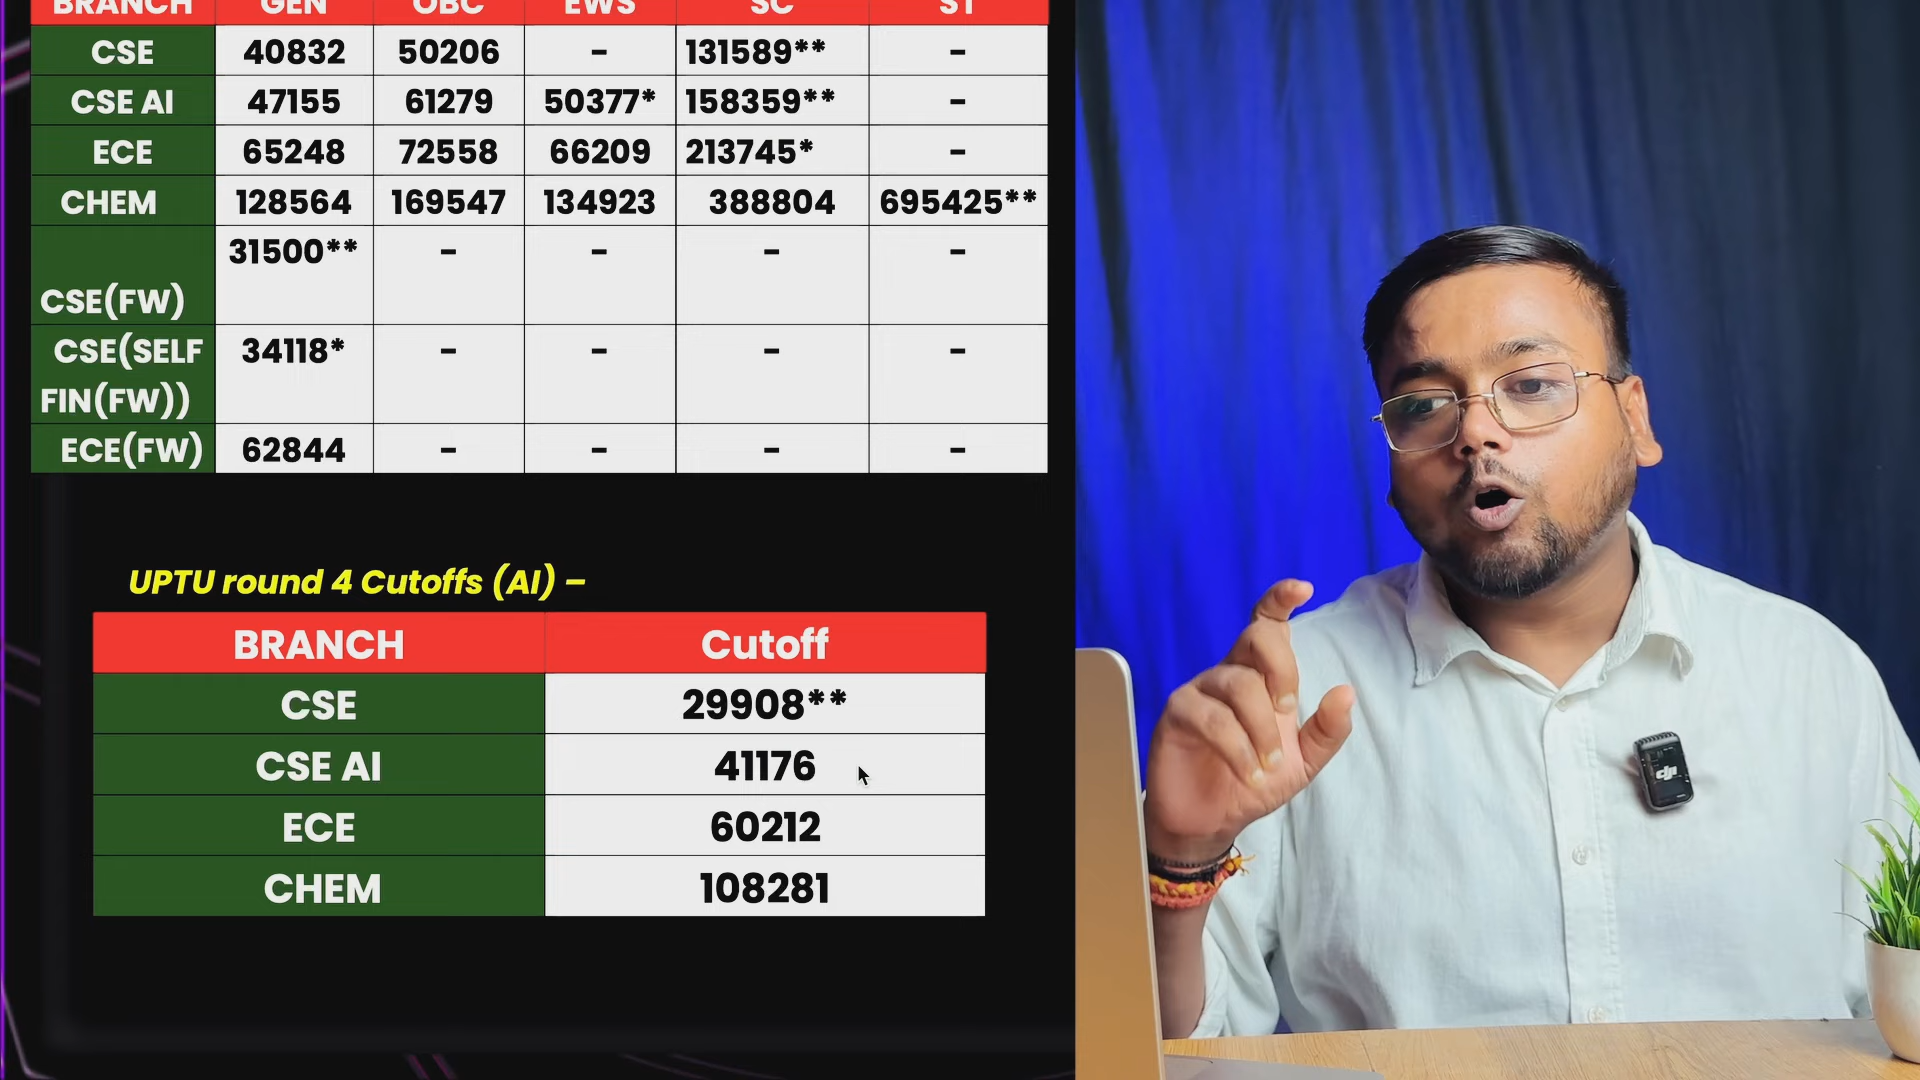 BRANCH GEN OBC EWS SC ST
CSE 40832 50206 - 131589** -
CSE AI 47155 61279 50377* 158359** -
ECE 65248 72558 66209 213745* -
CHEM 128564 169547 134923 388804 695425**
31500** - - - -
CSE(FW)
CSE(SELF 34118* - - - -
FIN(FW))
ECE(FW) 62844 - - - -
UPTU round 4 Cutoffs (AI) –
BRANCH Cutoff
CSE 29908**
CSE AI 41176
ECE 60212
CHEM 108281
dji